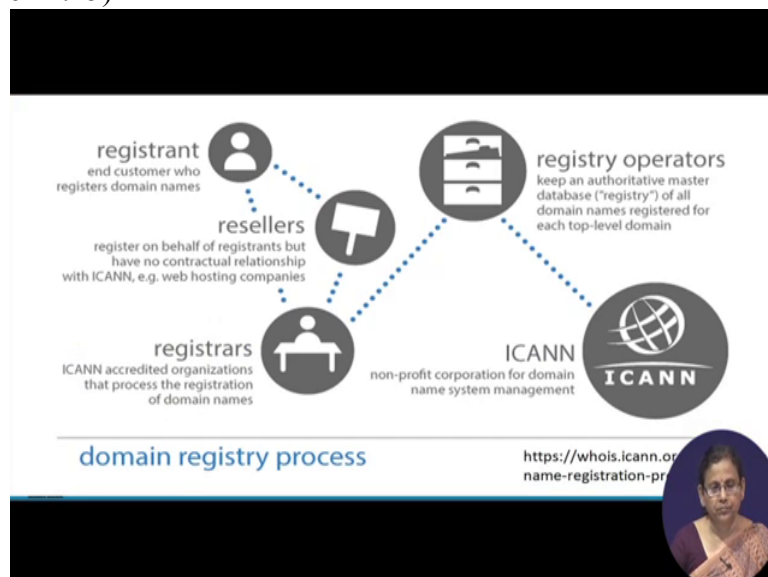 registrant
end customer who
registers domain names
resellers
register on behalf of registrants but
have no contractual relationship
with ICANN, e.g. web hosting companies
registrars
ICANN accredited organizations
that process the registration
of domain names
registry operators
keep an authoritative master
database ("registry") of all
domain names registered for
each top-level domain
ICANN
non-profit corporation for domain
name system management
ICANN
domain registry process
https://whois.icann.or
name-registration-pr